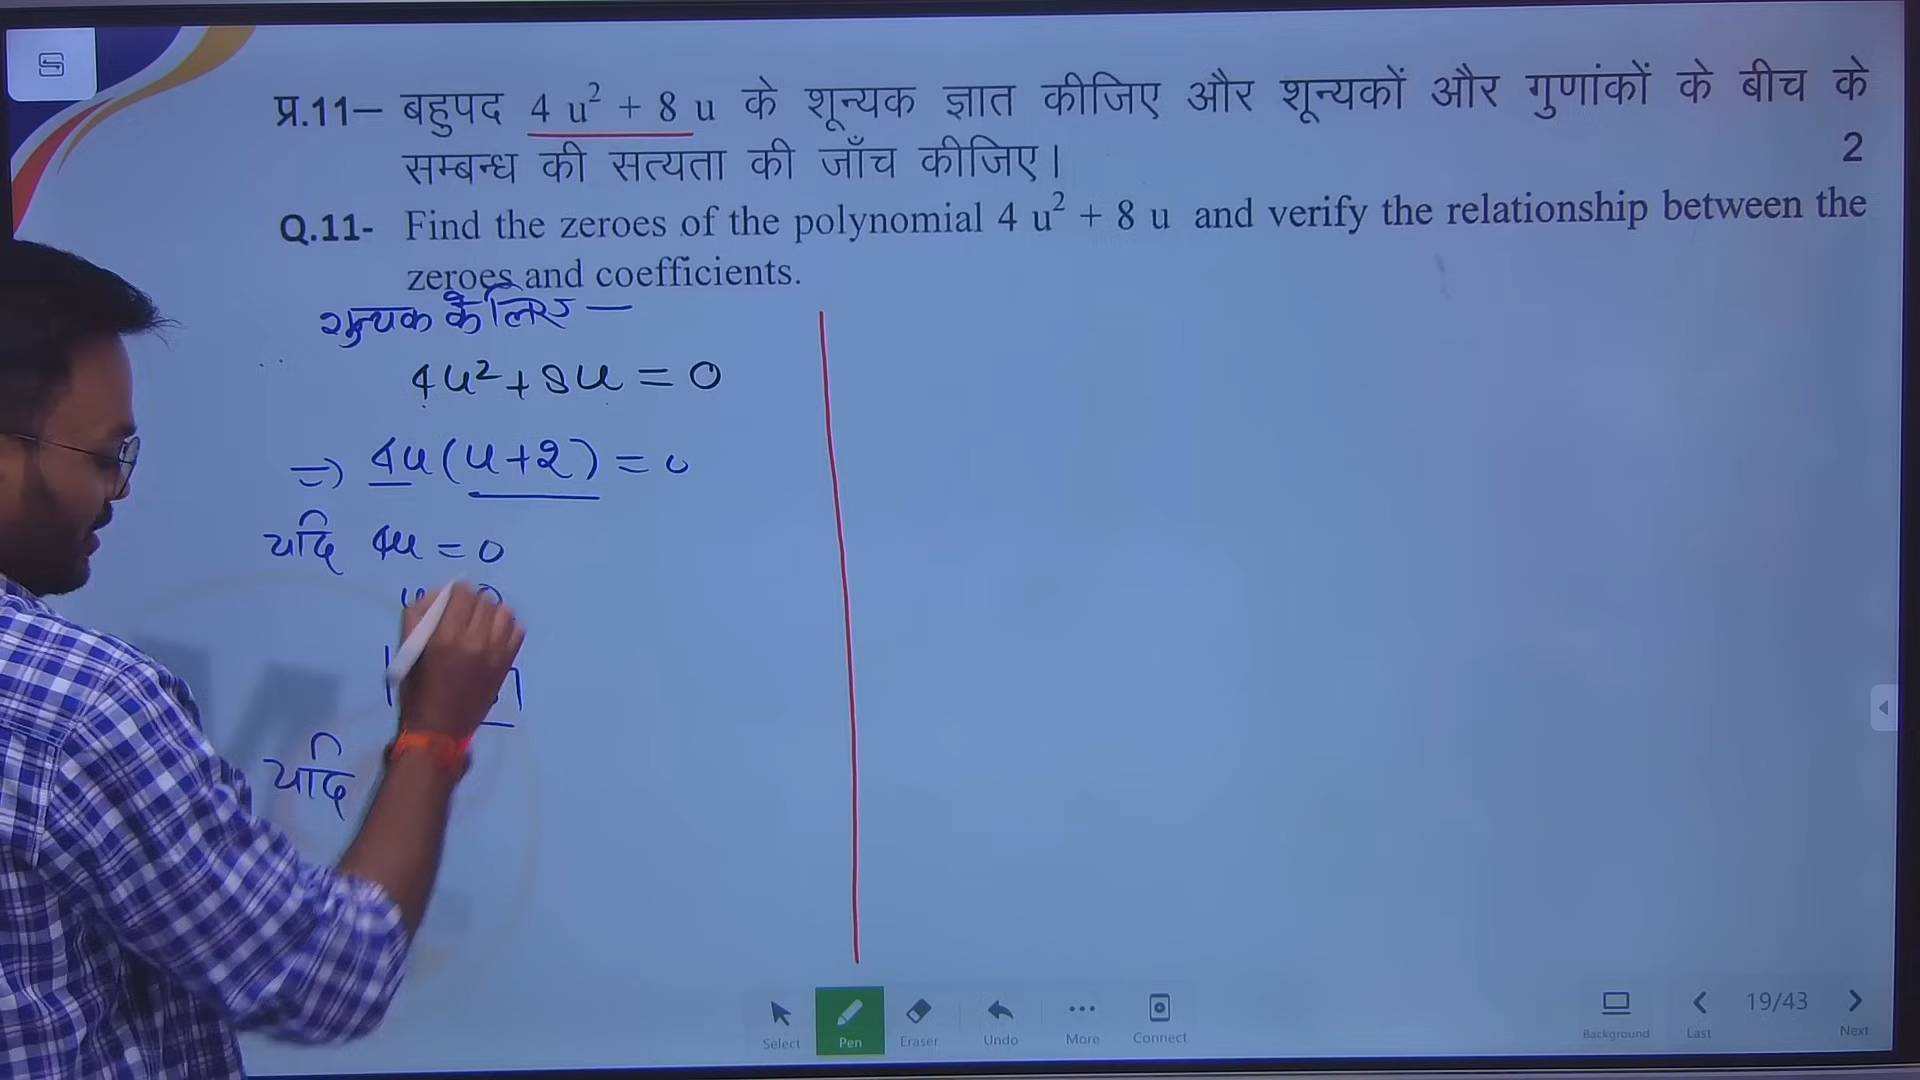 प्र.11– बहुपद 4 u² + 8 u के शून्यक ज्ञात कीजिए और शून्यकों और गुणांकों के बीच के
सम्बन्ध की सत्यता की जाँच कीजिए। 2
Q.11- Find the zeroes of the polynomial 4 u² + 8 u and verify the relationship between the
zeroes and coefficients.
शून्यक के लिए —
4u² + 8u = 0
⇒ 4u (u+2) = 0
यदि 4u = 0
यदि
Select Pen Eraser Undo More Connect
Background Last 19/43 Next